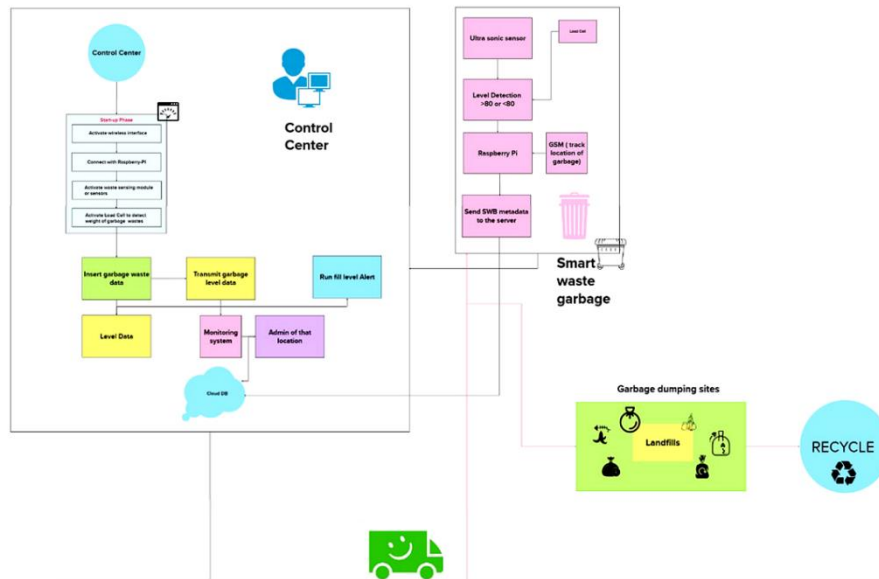 Control Center
Start-up Phase
Activate wireless interface
Connect with Raspberry-Pi
Activate waste sensing module
or sensors
Activate Load Cell to detect
weight of garbage wastes
Control
Center
Insert garbage waste
data
Transmit garbage
level data
Run fill level Alert
Level Data
Monitoring
system
Admin of that
location
Cloud DB
Ultra sonic sensor
Load Cell
Level Detection
>80 or <80
Raspberry Pi
GSM ( track
location of
garbage)
Send SWB metadata
to the server
Smart
waste
garbage
Garbage dumping sites
Landfills
RECYCLE